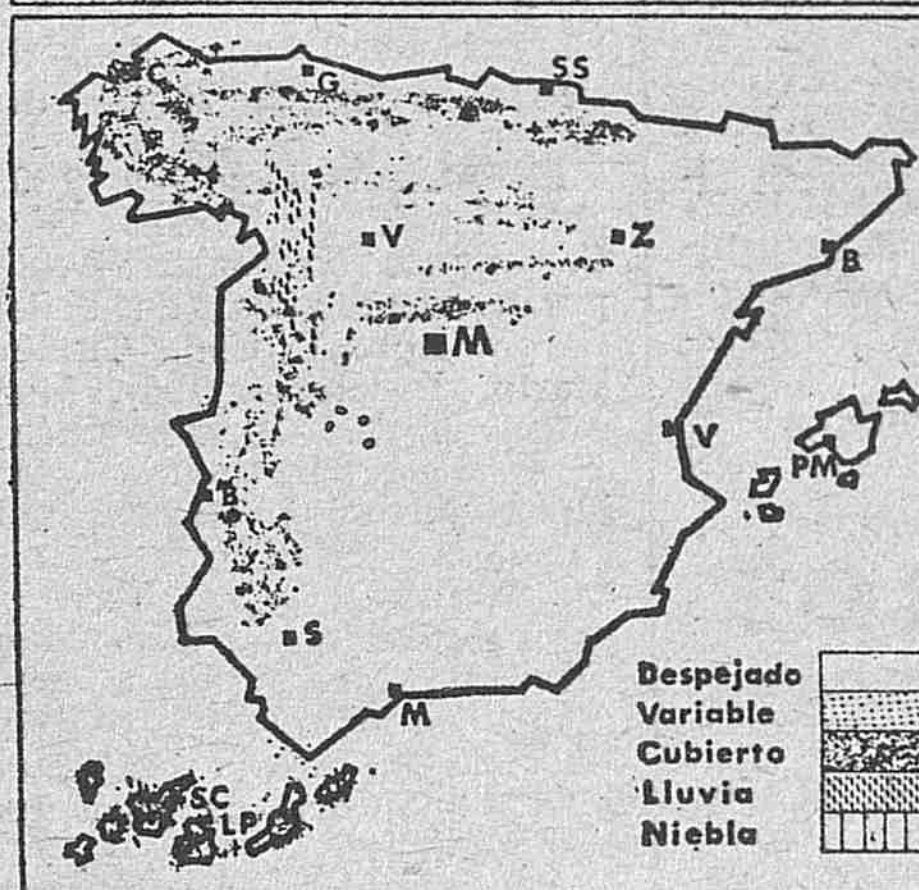 SS
C
G
V
Z
B
M
V
PM
B
S
M
SC
LP
Despejado
Variable
Cubierto
Lluvia
Niebla